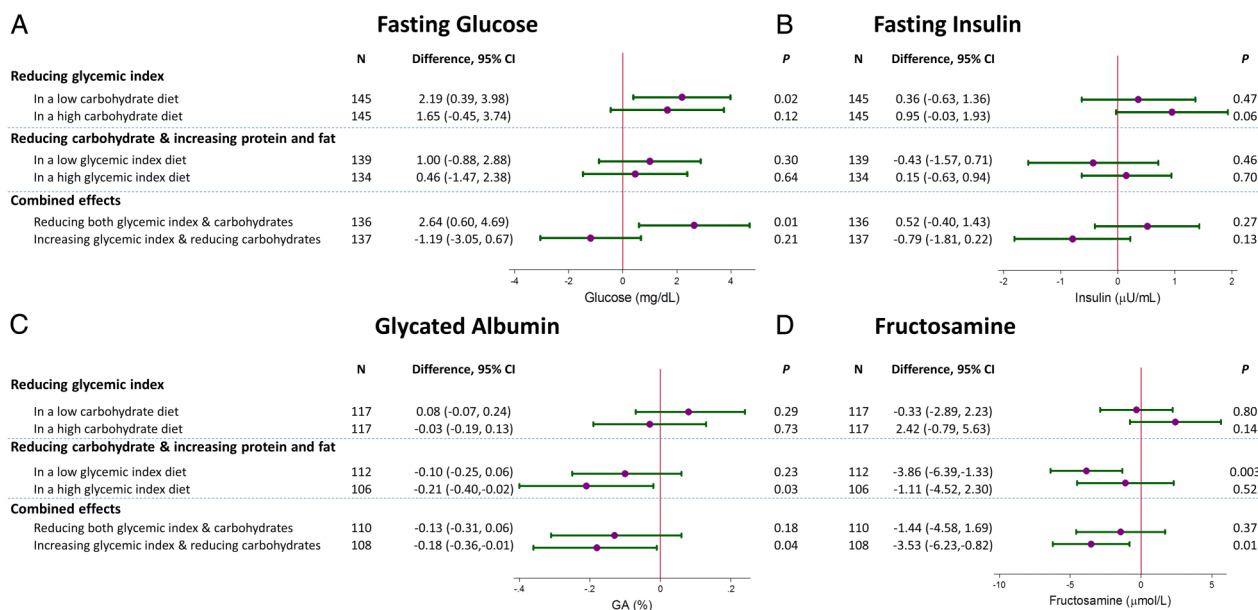 A Fasting Glucose
N Difference, 95% CI P
Reducing glycemic index
In a low carbohydrate diet 145 2.19 (0.39, 3.98) 0.02
In a high carbohydrate diet 145 1.65 (-0.45, 3.74) 0.12
Reducing carbohydrate & increasing protein and fat
In a low glycemic index diet 139 1.00 (-0.88, 2.88) 0.30
In a high glycemic index diet 134 0.46 (-1.47, 2.38) 0.64
Combined effects
Reducing both glycemic index & carbohydrates 136 2.64 (0.60, 4.69) 0.01
Increasing glycemic index & reducing carbohydrates 137 -1.19 (-3.05, 0.67) 0.21
-4 -2 0 2 4
Glucose (mg/dL)
B Fasting Insulin
N Difference, 95% CI P
145 0.36 (-0.63, 1.36) 0.47
145 0.95 (-0.03, 1.93) 0.06
139 -0.43 (-1.57, 0.71) 0.46
134 0.15 (-0.63, 0.94) 0.70
136 0.52 (-0.40, 1.43) 0.27
137 -0.79 (-1.81, 0.22) 0.13
-2 -1 0 1 2
Insulin (μU/mL)
C Glycated Albumin
N Difference, 95% CI P
Reducing glycemic index
In a low carbohydrate diet 117 0.08 (-0.07, 0.24) 0.29
In a high carbohydrate diet 117 -0.03 (-0.19, 0.13) 0.73
Reducing carbohydrate & increasing protein and fat
In a low glycemic index diet 112 -0.10 (-0.25, 0.06) 0.23
In a high glycemic index diet 106 -0.21 (-0.40,-0.02) 0.03
Combined effects
Reducing both glycemic index & carbohydrates 110 -0.13 (-0.31, 0.06) 0.18
Increasing glycemic index & reducing carbohydrates 108 -0.18 (-0.36,-0.01) 0.04
-.4 -.2 0 .2
GA (%)
D Fructosamine
N Difference, 95% CI P
117 -0.33 (-2.89, 2.23) 0.80
117 2.42 (-0.79, 5.63) 0.14
112 -3.86 (-6.39,-1.33) 0.003
106 -1.11 (-4.52, 2.30) 0.52
110 -1.44 (-4.58, 1.69) 0.37
108 -3.53 (-6.23,-0.82) 0.01
-10 -5 0 5
Fructosamine (μmol/L)